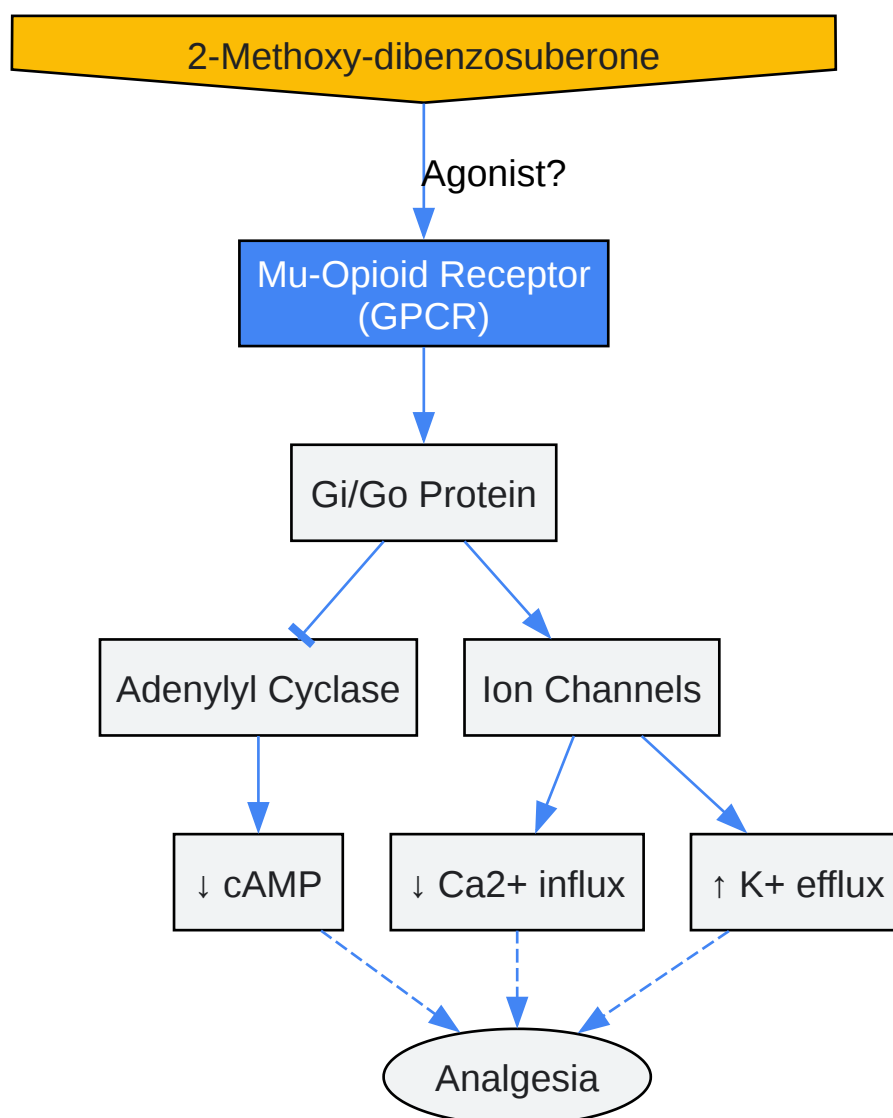 2-Methoxy-dibenzosuberone
Agonist?
Mu-Opioid Receptor
(GPCR)
Gi/Go Protein
Adenylyl Cyclase
Ion Channels
↓ cAMP
↓ Ca2+ influx
↑ K+ efflux
Analgesia